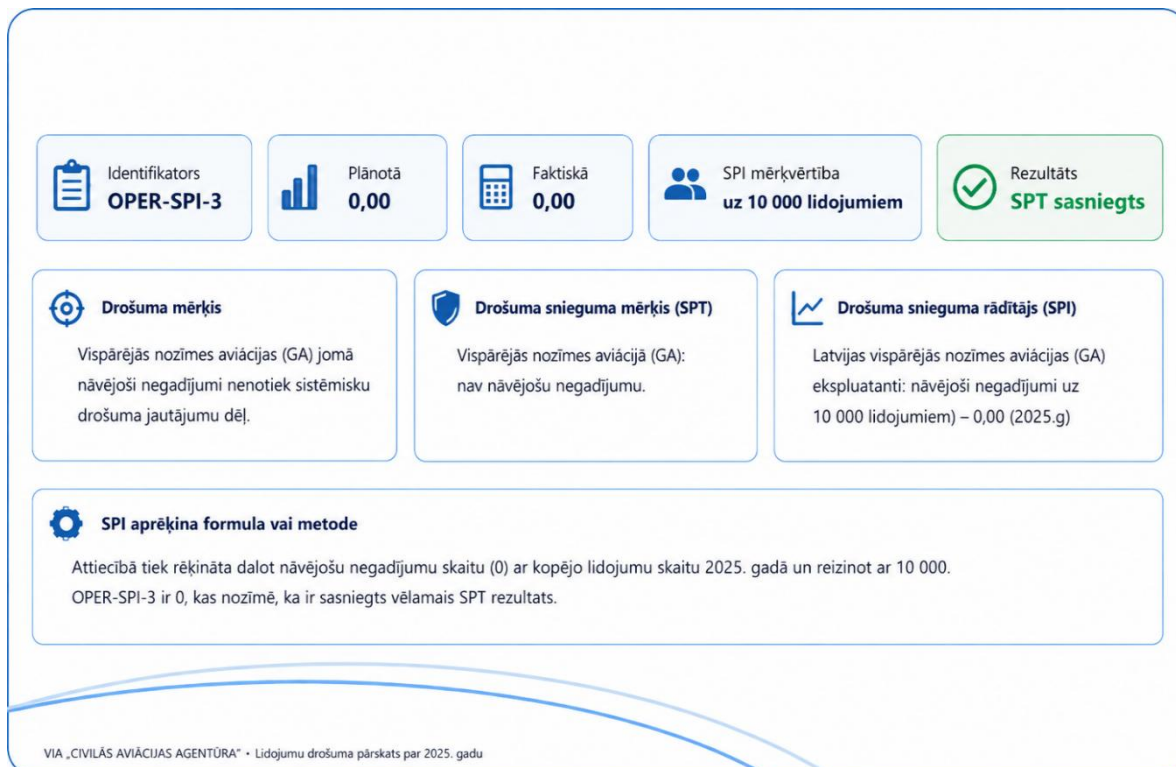 Identifikators
OPER-SPI-3
Plānotā
0,00
Faktiskā
0,00
SPI mērķvērtība
uz 10 000 lidojumiem
Rezultāts
SPT sasniegts
Drošuma mērķis
Vispārējās nozīmes aviācijas (GA) jomā
nāvējoši negadījumi nenotiek sistēmisku
drošuma jautājumu dēļ.
Drošuma snieguma mērķis (SPT)
Vispārējās nozīmes aviācijā (GA):
nav nāvējošu negadījumu.
Drošuma snieguma rādītājs (SPI)
Latvijas vispārējās nozīmes aviācijas (GA)
ekspluatanti: nāvējoši negadījumi uz
10 000 lidojumiem) – 0,00 (2025.g)
SPI aprēķina formula vai metode
Attiecībā tiek rēķināta dalot nāvējošu negadījumu skaitu (0) ar kopējo lidojumu skaitu 2025. gadā un reizinot ar 10 000.
OPER-SPI-3 ir 0, kas nozīmē, ka ir sasniegts vēlamais SPT rezultats.
VIA „CIVILĀS AVIĀCIJAS AGENTŪRA" • Lidojumu drošuma pārskats par 2025. gadu